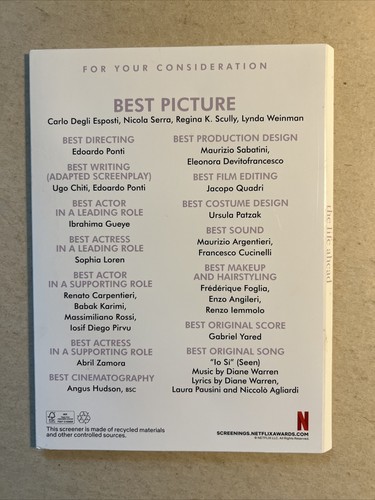 FOR YOUR CONSIDERATION
BEST PICTURE
Carlo Degli Esposti, Nicola Serra, Regina K. Scully, Lynda Weinman
BEST DIRECTING
Edoardo Ponti
BEST WRITING
(ADAPTED SCREENPLAY)
Ugo Chiti, Edoardo Ponti
BEST ACTOR
IN A LEADING ROLE
Ibrahima Gueye
BEST ACTRESS
IN A LEADING ROLE
Sophia Loren
BEST ACTOR
IN A SUPPORTING ROLE
Renato Carpentieri,
Babak Karimi,
Massimiliano Rossi,
Iosif Diego Pirvu
BEST ACTRESS
IN A SUPPORTING ROLE
Abril Zamora
BEST CINEMATOGRAPHY
Angus Hudson, BSC
BEST PRODUCTION DESIGN
Maurizio Sabatini,
Eleonora Devitofrancesco
BEST FILM EDITING
Jacopo Quadri
BEST COSTUME DESIGN
Ursula Patzak
BEST SOUND
Maurizio Argentieri,
Francesco Cucinelli
BEST MAKEUP
AND HAIRSTYLING
Frédérique Foglia,
Enzo Angileri,
Renzo Iemmolo
BEST ORIGINAL SCORE
Gabriel Yared
BEST ORIGINAL SONG
"Io Si" (Seen)
Music by Diane Warren
Lyrics by Diane Warren,
Laura Pausini and Niccolò Agliardi
This screener is made of recycled materials
and other controlled sources.
N
SCREENINGS.NETFLIXAWARDS.COM
© NETFLIX LLC. All Rights Reserved.
the life ahead